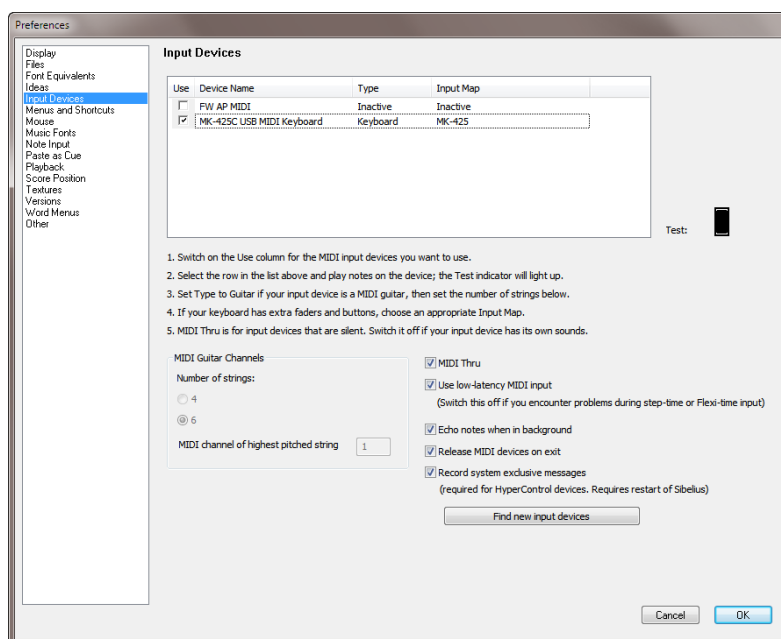 Preferences
Display
Files
Font Equivalents
Ideas
Input Devices
Menus and Shortcuts
Mouse
Music Fonts
Note Input
Paste as Cue
Playback
Score Position
Textures
Versions
Word Menus
Other
Input Devices
Use Device Name Type Input Map
FW AP MIDI Inactive Inactive
MK-425C USB MIDI Keyboard Keyboard MK-425
Test:
1. Switch on the Use column for the MIDI input devices you want to use.
2. Select the row in the list above and play notes on the device; the Test indicator will light up.
3. Set Type to Guitar if your input device is a MIDI guitar, then set the number of strings below.
4. If your keyboard has extra faders and buttons, choose an appropriate Input Map.
5. MIDI Thru is for input devices that are silent. Switch it off if your input device has its own sounds.
MIDI Guitar Channels
Number of strings:
4
6
MIDI channel of highest pitched string 1
MIDI Thru
Use low-latency MIDI input
(Switch this off if you encounter problems during step-time or Flexi-time input)
Echo notes when in background
Release MIDI devices on exit
Record system exclusive messages
(required for HyperControl devices. Requires restart of Sibelius)
Find new input devices
Cancel OK